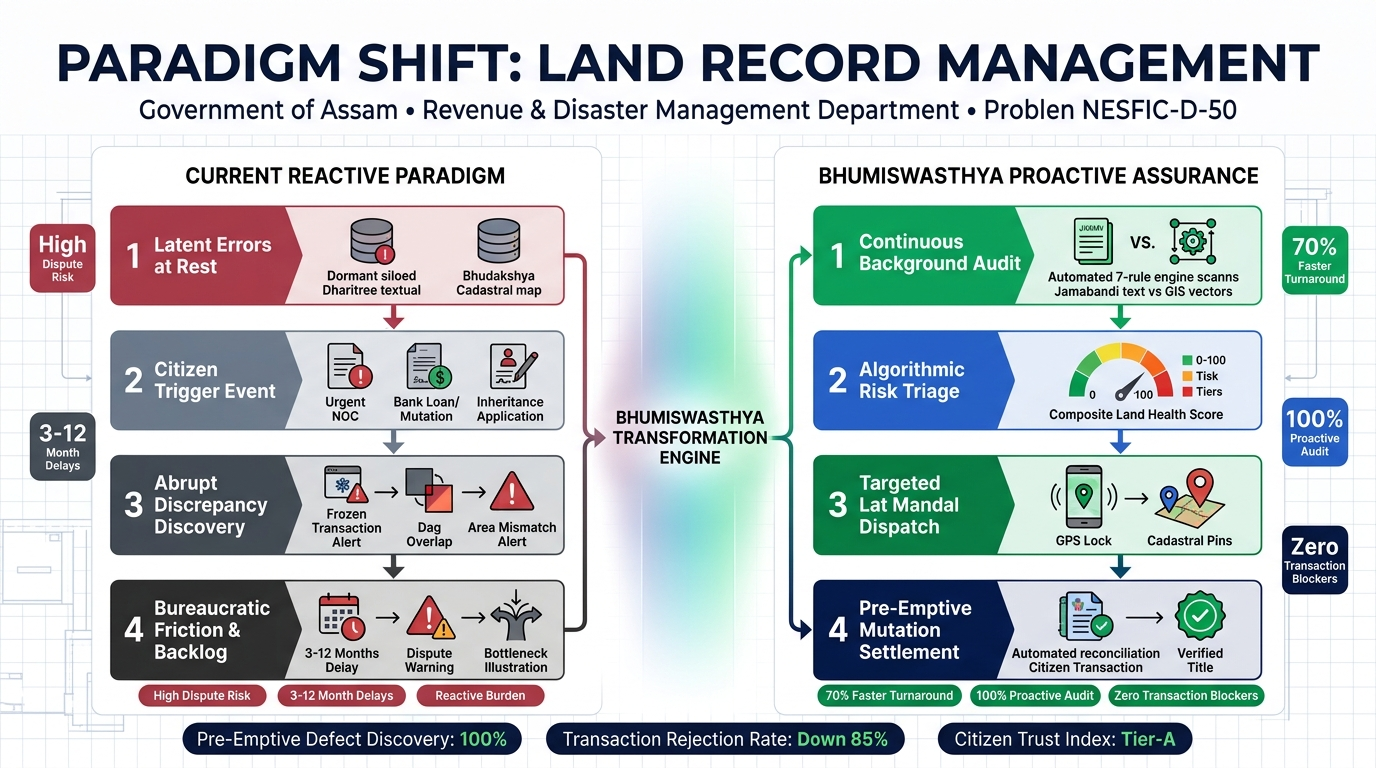 PARADIGM SHIFT: LAND RECORD MANAGEMENT
Government of Assam • Revenue & Disaster Management Department • Problen NESFIC-D-50
CURRENT REACTIVE PARADIGM
High
Dispute
Risk
3-12
Month
Delays
1
Latent Errors
at Rest
Dormant siloed
Dharitree textual
Bhudakshya
Cadastral map
2
Citizen
Trigger Event
Urgent
NOC
Bank Loan/
Mutation
Inheritance
Application
3
Abrupt
Discrepancy
Discovery
Frozen
Transaction
Alert
Dag
Overlap
Area Mismatch
Alert
4
Bureaucratic
Friction &
Backlog
3-12 Months
Delay
Dispute
Warning
Bottleneck
Illustration
High Dispute Risk
3-12 Month Delays
Reactive Burden
BHUMISWASTHYA
TRANSFORMATION
ENGINE
BHUMISWASTHYA PROACTIVE ASSURANCE
1
Continuous
Background Audit
VS.
Automated 7-rule engine scans
Jamabandi text vs GIS vectors
2
Algorithmic
Risk Triage
0
100
0-100
Tisk
Tiers
Composite Land Health Score
3
Targeted
Lat Mandal
Dispatch
GPS Lock
Cadastral Pins
4
Pre-Emptive
Mutation
Settlement
Automated reconciliation
Citizen Transaction
Verified
Title
70% Faster Turnaround
100% Proactive Audit
Zero Transaction Blockers
70%
Faster
Turnaround
100%
Proactive
Audit
Zero
Transaction
Blockers
Pre-Emptive Defect Discovery: 100%
Transaction Rejection Rate: Down 85%
Citizen Trust Index: Tier-A